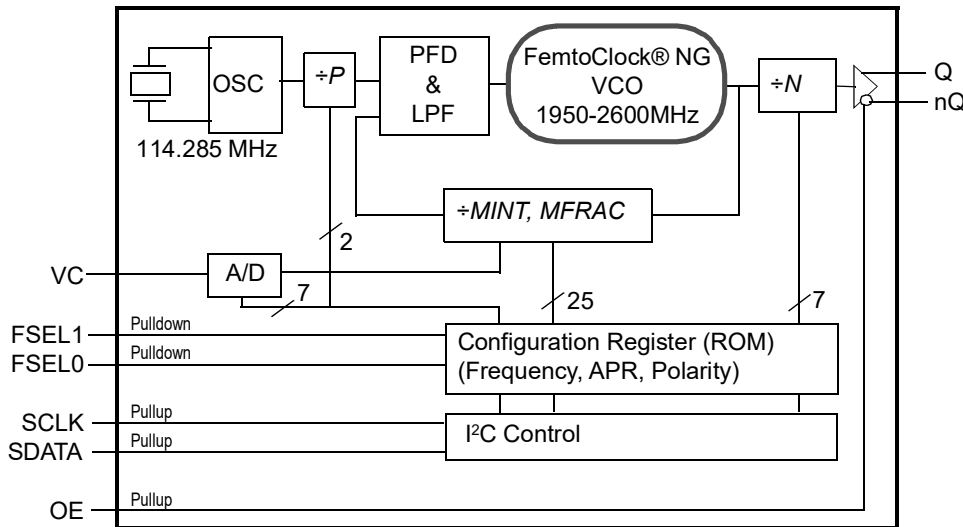 PFD
&
LPF
FemtoClock® NG
VCO
1950-2600MHz
OSC
÷P
÷N
Q
nQ
114.285 MHz
÷MINT, MFRAC
2
VC
A/D
7
25
7
FSEL1
Pulldown
FSEL0
Pulldown
Configuration Register (ROM)
(Frequency, APR, Polarity)
SCLK
Pullup
SDATA
Pullup
I²C Control
OE
Pullup